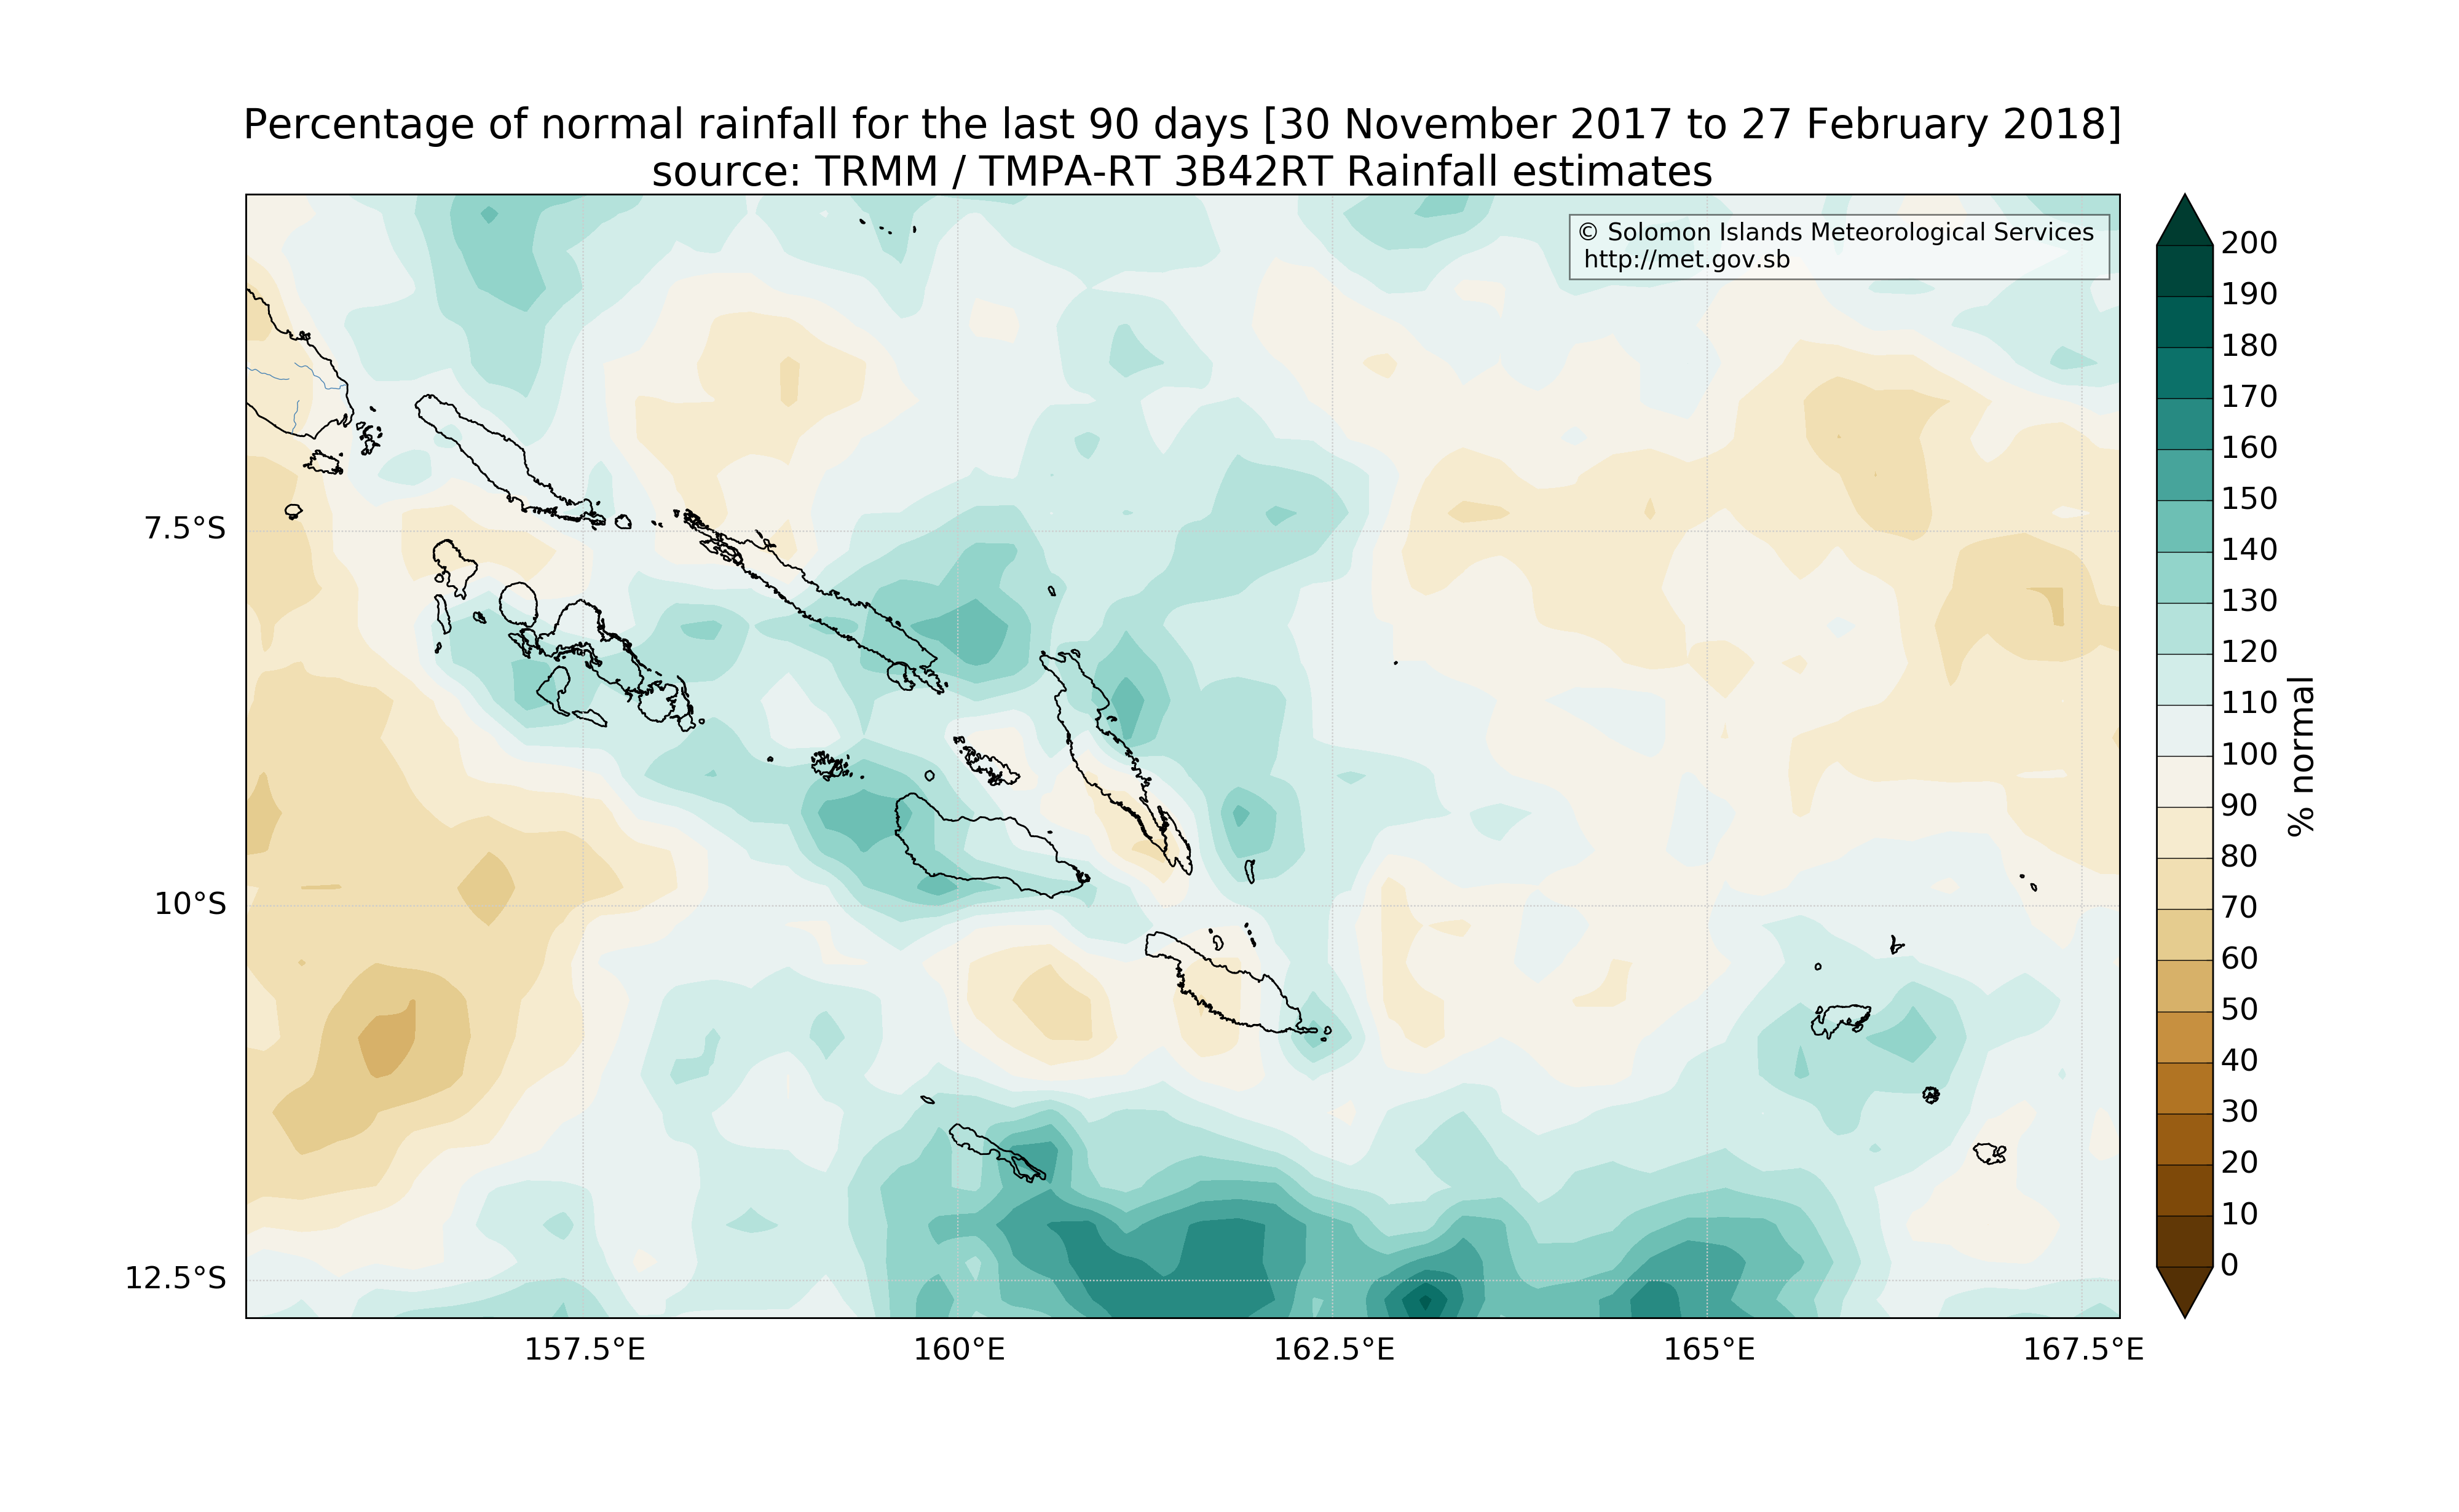 Percentage of normal rainfall for the last 90 days [30 November 2017 to 27 February 2018]
source: TRMM / TMPA-RT 3B42RT Rainfall estimates
© Solomon Islands Meteorological Services
http://met.gov.sb
7.5°S
10°S
12.5°S
157.5°E
160°E
162.5°E
165°E
167.5°E
200
190
180
170
160
150
140
130
120
110
100
90
80
70
60
50
40
30
20
10
0
% normal